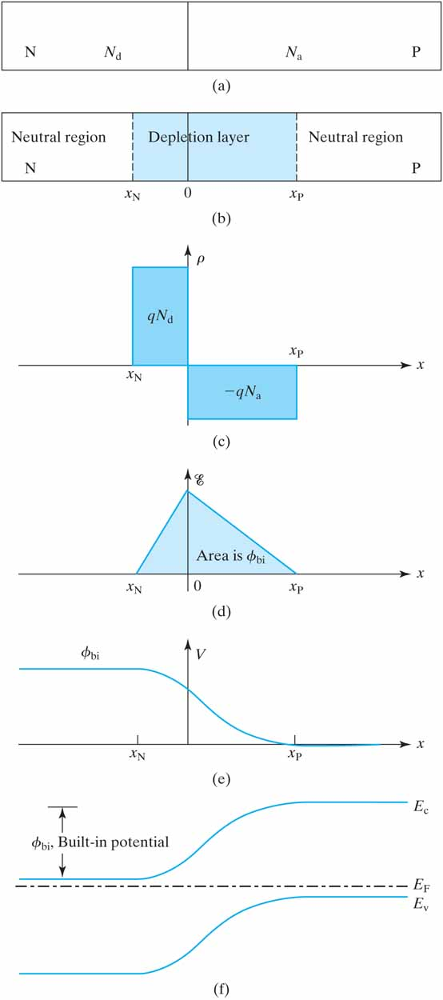 N N_d N_a P
(a)
Neutral region Depletion layer Neutral region
N P
x_N 0 x_P
(b)
ρ
qN_d
x_P
x
x_N
−qN_a
(c)
ℰ
Area is ϕ_bi
x
x_N 0 x_P
(d)
ϕ_bi V
x
x_N x_P
(e)
E_c
ϕ_bi, Built-in potential
E_F
E_v
(f)